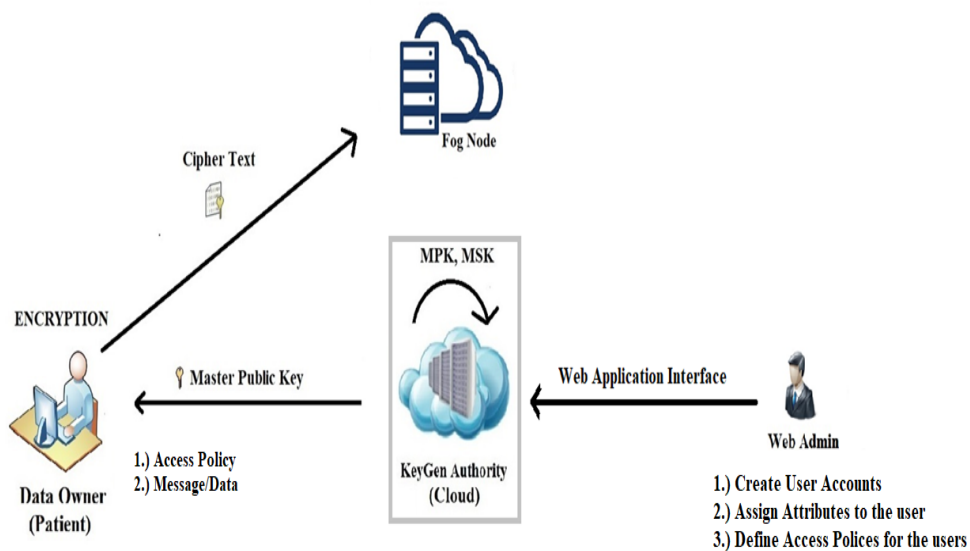 Fog Node
Cipher Text
MPK, MSK
ENCRYPTION
Master Public Key
Web Application Interface
Web Admin
1.) Access Policy
2.) Message/Data
KeyGen Authority
(Cloud)
Data Owner
(Patient)
1.) Create User Accounts
2.) Assign Attributes to the user
3.) Define Access Polices for the users